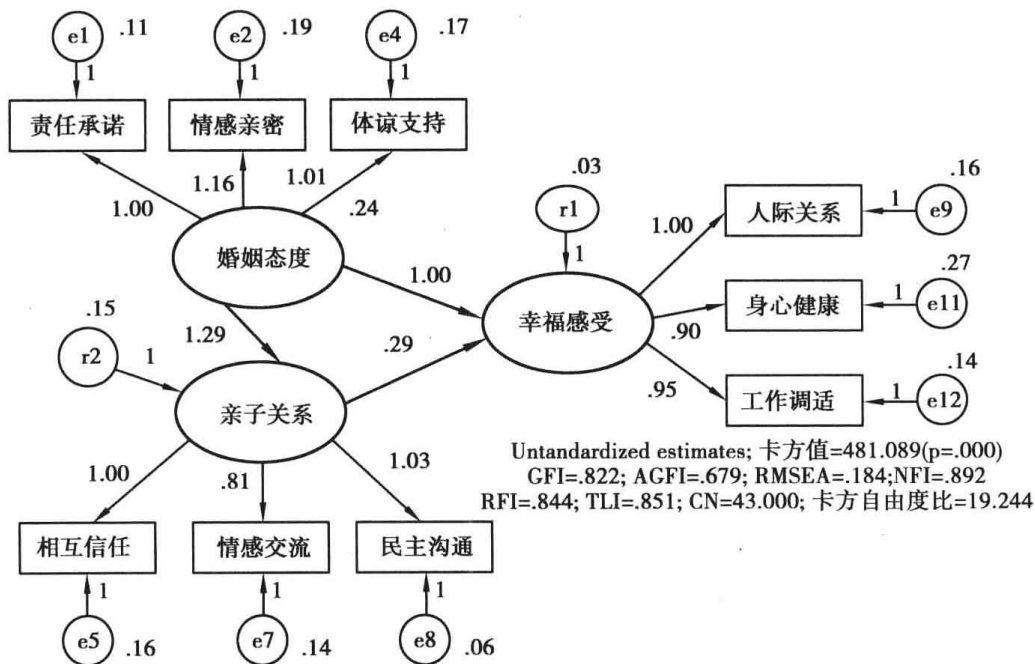 e1 .11 e2 .19 e4 .17
1 1 1
责任承诺 情感亲密 体谅支持
1.00 1.16 1.01 .24
婚姻态度
.03
r1
1
1.00
.16
人际关系 1 e9
1.00
幸福感受
.27
身心健康 1 e11
.90
.15
r2 1
1.29
.29
亲子关系
.14
.95 工作调适 1 e12
Untandardized estimates; 卡方值=481.089(p=.000)
GFI=.822; AGFI=.679; RMSEA=.184;NFI=.892
RFI=.844; TLI=.851; CN=43.000; 卡方自由度比=19.244
1.00 .81 1.03
相互信任 情感交流 民主沟通
1 1 1
e5 .16 e7 .14 e8 .06